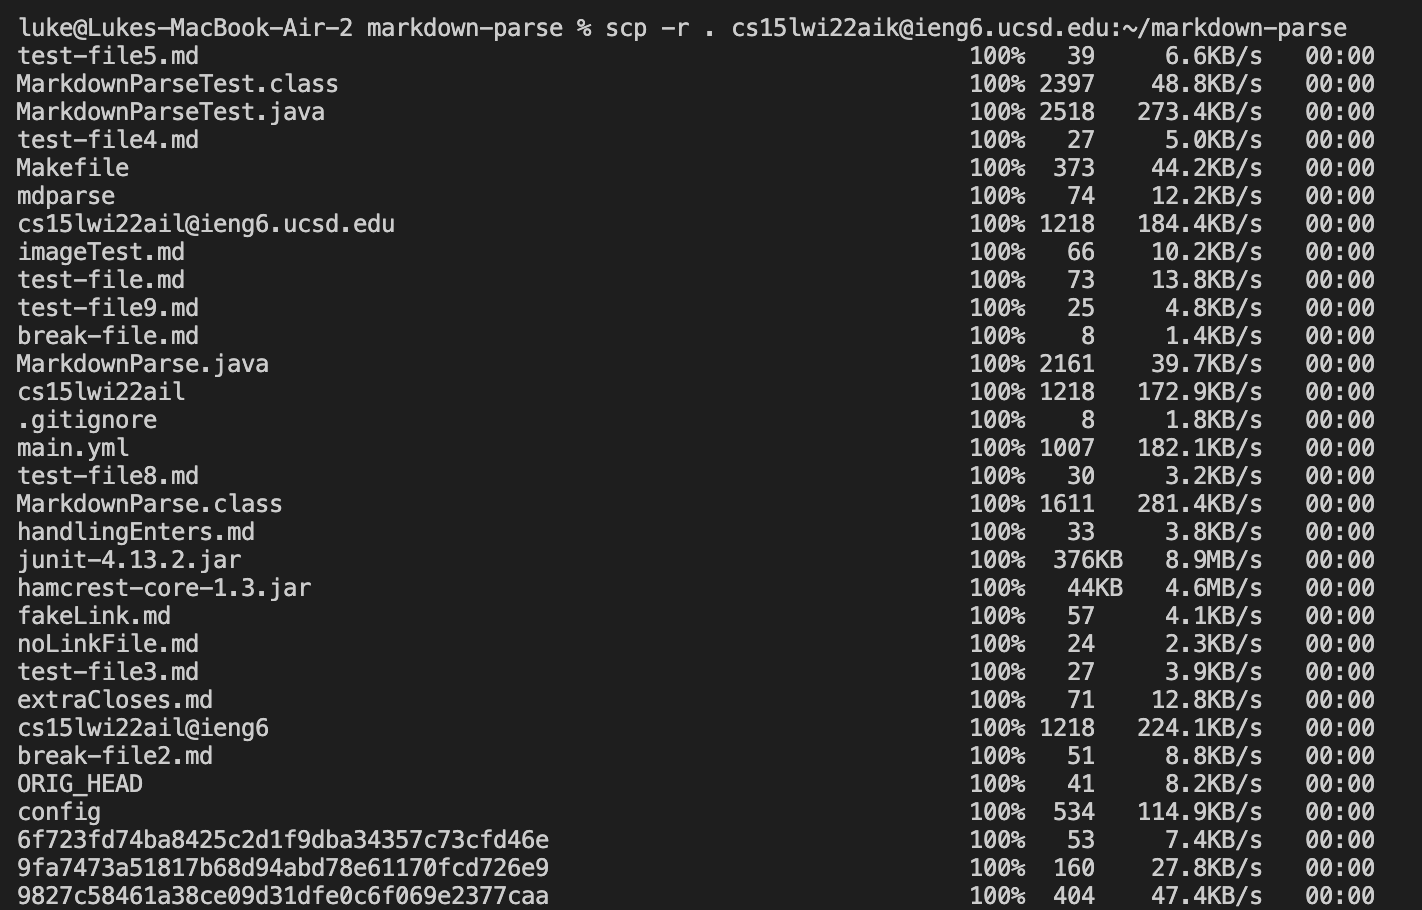 luke@Lukes-MacBook-Air-2 markdown-parse % scp -r . cs15lwi22aik@ieng6.ucsd.edu:~/markdown-parse
test-file5.md 100% 39 6.6KB/s 00:00
MarkdownParseTest.class 100% 2397 48.8KB/s 00:00
MarkdownParseTest.java 100% 2518 273.4KB/s 00:00
test-file4.md 100% 27 5.0KB/s 00:00
Makefile 100% 373 44.2KB/s 00:00
mdparse 100% 74 12.2KB/s 00:00
cs15lwi22ail@ieng6.ucsd.edu 100% 1218 184.4KB/s 00:00
imageTest.md 100% 66 10.2KB/s 00:00
test-file.md 100% 73 13.8KB/s 00:00
test-file9.md 100% 25 4.8KB/s 00:00
break-file.md 100% 8 1.4KB/s 00:00
MarkdownParse.java 100% 2161 39.7KB/s 00:00
cs15lwi22ail 100% 1218 172.9KB/s 00:00
.gitignore 100% 8 1.8KB/s 00:00
main.yml 100% 1007 182.1KB/s 00:00
test-file8.md 100% 30 3.2KB/s 00:00
MarkdownParse.class 100% 1611 281.4KB/s 00:00
handlingEnters.md 100% 33 3.8KB/s 00:00
junit-4.13.2.jar 100% 376KB 8.9MB/s 00:00
hamcrest-core-1.3.jar 100% 44KB 4.6MB/s 00:00
fakeLink.md 100% 57 4.1KB/s 00:00
noLinkFile.md 100% 24 2.3KB/s 00:00
test-file3.md 100% 27 3.9KB/s 00:00
extraCloses.md 100% 71 12.8KB/s 00:00
cs15lwi22ail@ieng6 100% 1218 224.1KB/s 00:00
break-file2.md 100% 51 8.8KB/s 00:00
ORIG_HEAD 100% 41 8.2KB/s 00:00
config 100% 534 114.9KB/s 00:00
6f723fd74ba8425c2d1f9dba34357c73cfd46e 100% 53 7.4KB/s 00:00
9fa7473a51817b68d94abd78e61170fcd726e9 100% 160 27.8KB/s 00:00
9827c58461a38ce09d31dfe0c6f069e2377caa 100% 404 47.4KB/s 00:00